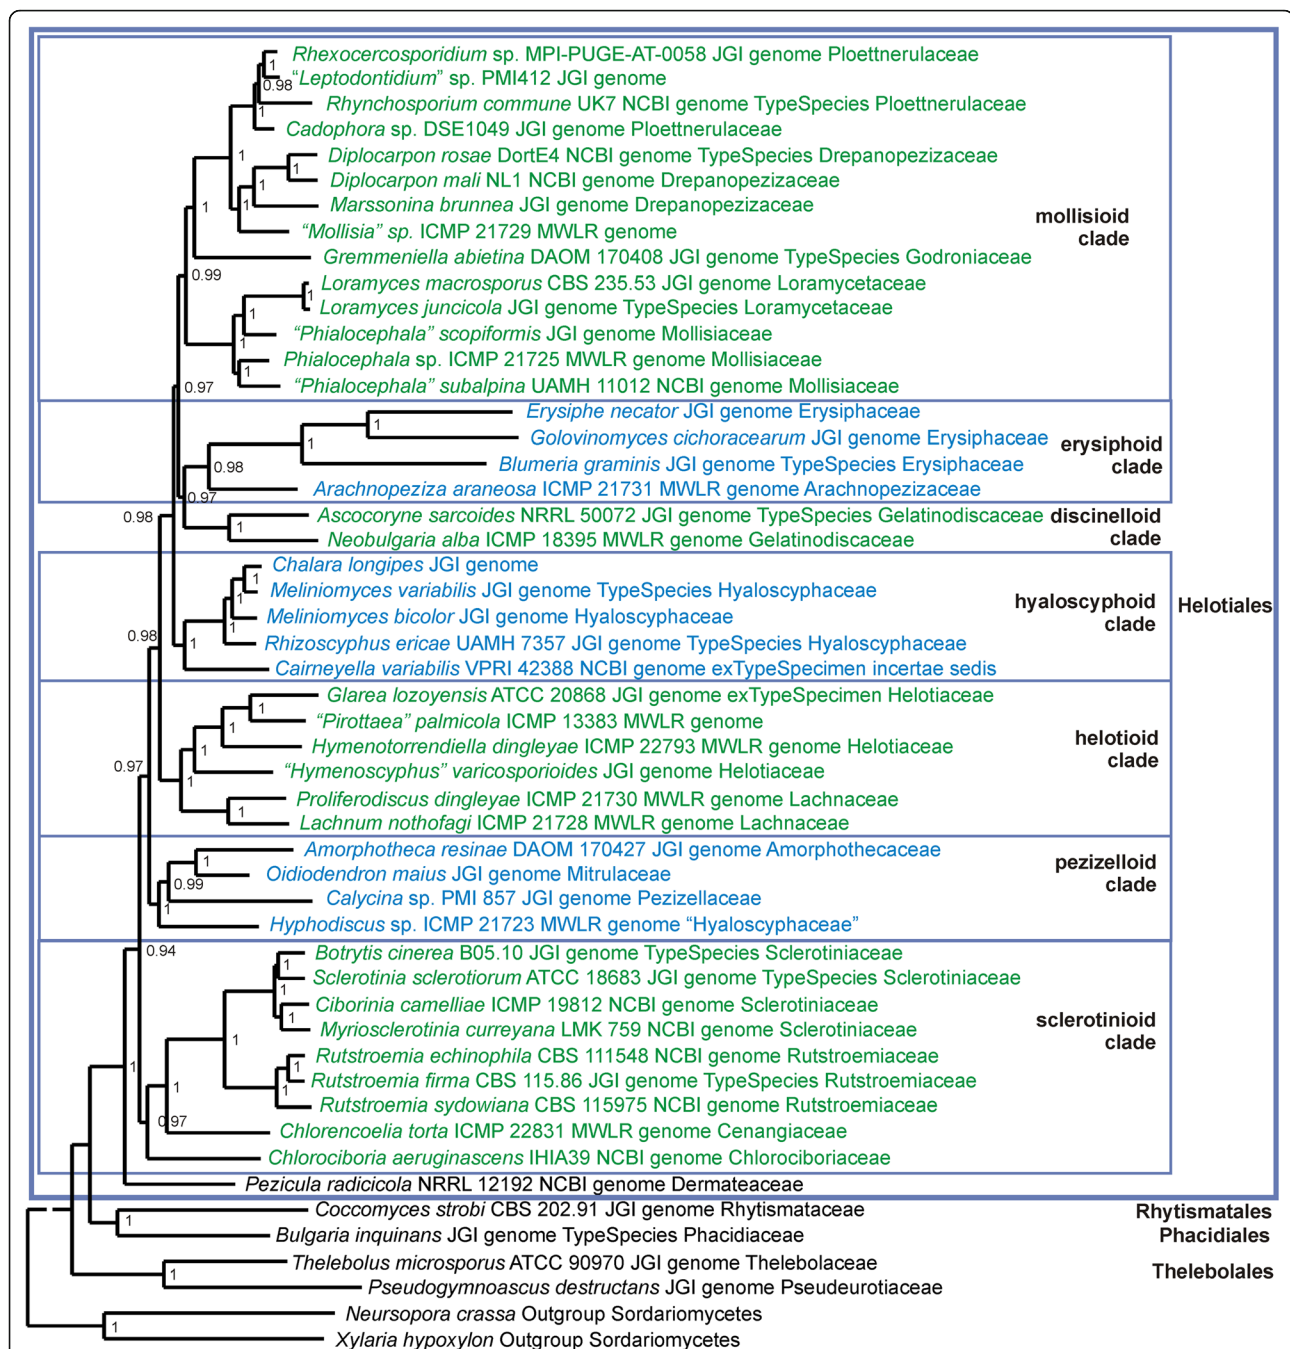 Rhexocercosporidium sp. MPI-PUGE-AT-0058 JGI genome Ploettnerulaceae
1
“Leptodontidium” sp. PMI412 JGI genome
0.98
Rhynchosporium commune UK7 NCBI genome TypeSpecies Ploettnerulaceae
1
Cadophora sp. DSE1049 JGI genome Ploettnerulaceae
1
Diplocarpon rosae DortE4 NCBI genome TypeSpecies Drepanopezizaceae
1
Diplocarpon mali NL1 NCBI genome Drepanopezizaceae
1
Marssonina brunnea JGI genome Drepanopezizaceae
1
1
mollisioid
clade
“Mollisia” sp. ICMP 21729 MWLR genome
Gremmeniella abietina DAOM 170408 JGI genome TypeSpecies Godroniaceae
0.99
Loramyces macrosporus CBS 235.53 JGI genome Loramycetaceae
1
Loramyces juncicola JGI genome TypeSpecies Loramycetaceae
1
“Phialocephala” scopiformis JGI genome Mollisiaceae
1
Phialocephala sp. ICMP 21725 MWLR genome Mollisiaceae
1
“Phialocephala” subalpina UAMH 11012 NCBI genome Mollisiaceae
0.97
Erysiphe necator JGI genome Erysiphaceae
1
Golovinomyces cichoracearum JGI genome Erysiphaceae
1
erysiphoid
clade
Blumeria graminis JGI genome TypeSpecies Erysiphaceae
0.98
Arachnopeziza araneosa ICMP 21731 MWLR genome Arachnopezizaceae
0.97
0.98
Ascocoryne sarcoides NRRL 50072 JGI genome TypeSpecies Gelatinodiscaceae
1
discinelloid
clade
Neobulgaria alba ICMP 18395 MWLR genome Gelatinodiscaceae
Chalara longipes JGI genome
1
Meliniomyces variabilis JGI genome TypeSpecies Hyaloscyphaceae
1
hyaloscyphoid
clade
Helotiales
Meliniomyces bicolor JGI genome Hyaloscyphaceae
1
0.98
1
Rhizoscyphus ericae UAMH 7357 JGI genome TypeSpecies Hyaloscyphaceae
Cairneyella variabilis VPRI 42388 NCBI genome exTypeSpecimen incertae sedis
Glarea lozoyensis ATCC 20868 JGI genome exTypeSpecimen Helotiaceae
1
“Pirottaea” palmicola ICMP 13383 MWLR genome
1
Hymenotorrendiella dingleyae ICMP 22793 MWLR genome Helotiaceae
1
helotioid
clade
“Hymenoscyphus” varicosporioides JGI genome Helotiaceae
0.97
1
Proliferodiscus dingleyae ICMP 21730 MWLR genome Lachnaceae
1
Lachnum nothofagi ICMP 21728 MWLR genome Lachnaceae
Amorphotheca resinae DAOM 170427 JGI genome Amorphothecaceae
1
pezizelloid
clade
Oidiodendron maius JGI genome Mitrulaceae
0.99
Calycina sp. PMI 857 JGI genome Pezizellaceae
1
Hyphodiscus sp. ICMP 21723 MWLR genome “Hyaloscyphaceae”
0.94
Botrytis cinerea B05.10 JGI genome TypeSpecies Sclerotiniaceae
1
Sclerotinia sclerotiorum ATCC 18683 JGI genome TypeSpecies Sclerotiniaceae
1
Ciborinia camelliae ICMP 19812 NCBI genome Sclerotiniaceae
1
sclerotinioid
clade
Myriosclerotinia curreyana LMK 759 NCBI genome Sclerotiniaceae
1
Rutstroemia echinophila CBS 111548 NCBI genome Rutstroemiaceae
1
1
Rutstroemia firma CBS 115.86 JGI genome TypeSpecies Rutstroemiaceae
1
1
Rutstroemia sydowiana CBS 115975 NCBI genome Rutstroemiaceae
0.97
Chlorencoelia torta ICMP 22831 MWLR genome Cenangiaceae
Chlorociboria aeruginascens IHIA39 NCBI genome Chlorociboriaceae
Pezicula radicicola NRRL 12192 NCBI genome Dermateaceae
Coccomyces strobi CBS 202.91 JGI genome Rhytismataceae
Rhytismatales
1
Bulgaria inquinans JGI genome TypeSpecies Phacidiaceae
Phacidiales
Thelebolus microsporus ATCC 90970 JGI genome Thelebolaceae
1
Thelebolales
Pseudogymnoascus destructans JGI genome Pseudeurotiaceae
Neursopora crassa Outgroup Sordariomycetes
1
Xylaria hypoxylon Outgroup Sordariomycetes